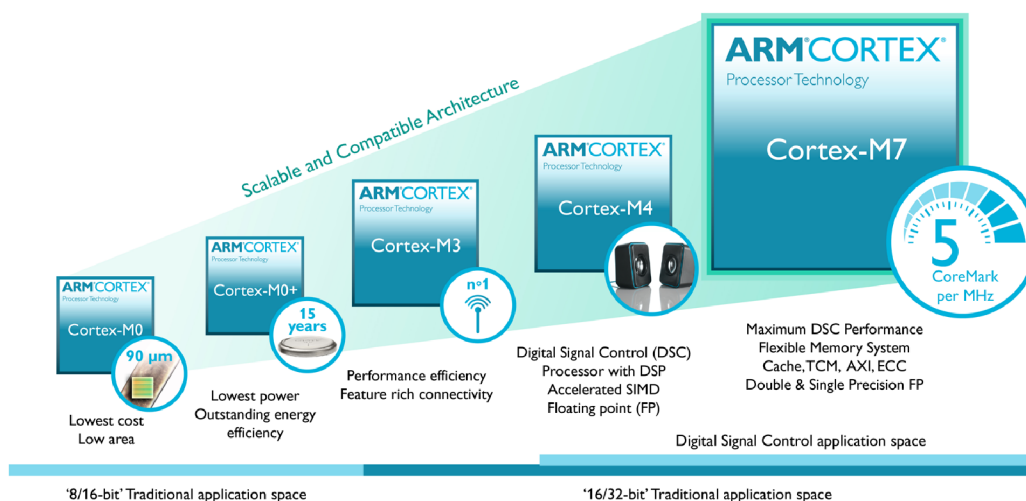 Scalable and Compatible Architecture
ARM®CORTEX®
Processor Technology
Cortex-M0
90 µm
Lowest cost
Low area
ARM®CORTEX®
Processor Technology
Cortex-M0+
15
years
Lowest power
Outstanding energy
efficiency
ARM®CORTEX®
Processor Technology
Cortex-M3
nº1
Performance efficiency
Feature rich connectivity
ARM®CORTEX®
Processor Technology
Cortex-M4
Digital Signal Control (DSC)
Processor with DSP
Accelerated SIMD
Floating point (FP)
ARM®CORTEX®
Processor Technology
Cortex-M7
5
CoreMark
per MHz
Maximum DSC Performance
Flexible Memory System
Cache, TCM, AXI, ECC
Double & Single Precision FP
Digital Signal Control application space
‘8/16-bit’ Traditional application space
‘16/32-bit’ Traditional application space